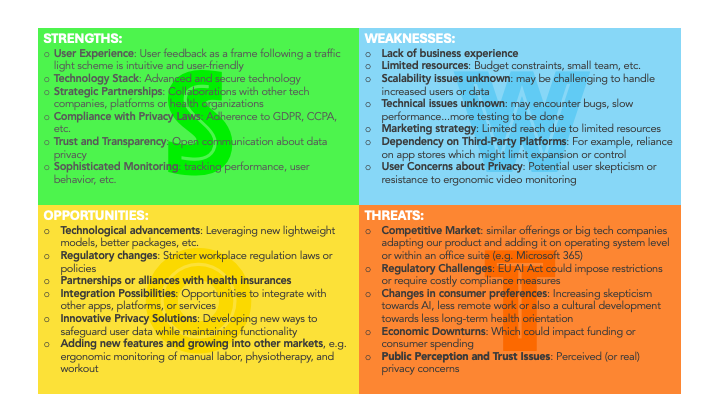 STRENGTHS:
o User Experience: User feedback as a frame following a traffic
light scheme is intuitive and user-friendly
o Technology Stack: Advanced and secure technology
o Strategic Partnerships: Collaborations with other tech
companies, platforms or health organizations
o Compliance with Privacy Laws: Adherence to GDPR, CCPA,
etc.
o Trust and Transparency: Open communication about data
privacy
o Sophisticated Monitoring: tracking performance, user
behavior, etc.
S
WEAKNESSES:
o Lack of business experience
o Limited resources: Budget constraints, small team, etc.
o Scalability issues unknown: may be challenging to handle
increased users or data
o Technical issues unknown: may encounter bugs, slow
performance...more testing to be done
o Marketing strategy: Limited reach due to limited resources
o Dependency on Third-Party Platforms: For example, reliance
on app stores which might limit expansion or control
o User Concerns about Privacy: Potential user skepticism or
resistance to ergonomic video monitoring
W
OPPORTUNITIES:
o Technological advancements: Leveraging new lightweight
models, better packages, etc.
o Regulatory changes: Stricter workplace regulation laws or
policies
o Partnerships or alliances with health insurances
o Integration Possibilities: Opportunities to integrate with
other apps, platforms, or services
o Innovative Privacy Solutions: Developing new ways to
safeguard user data while maintaining functionality
o Adding new features and growing into other markets, e.g.
ergonomic monitoring of manual labor, physiotherapy, and
workout
O
THREATS:
o Competitive Market: similar offerings or big tech companies
adapting our product and adding it on operating system level
or within an office suite (e.g. Microsoft 365)
o Regulatory Challenges: EU AI Act could impose restrictions
or require costly compliance measures
o Changes in consumer preferences: Increasing skepticism
towards AI, less remote work or also a cultural development
towards less long-term health orientation
o Economic Downturns: Which could impact funding or
consumer spending
o Public Perception and Trust Issues: Perceived (or real)
privacy concerns
T